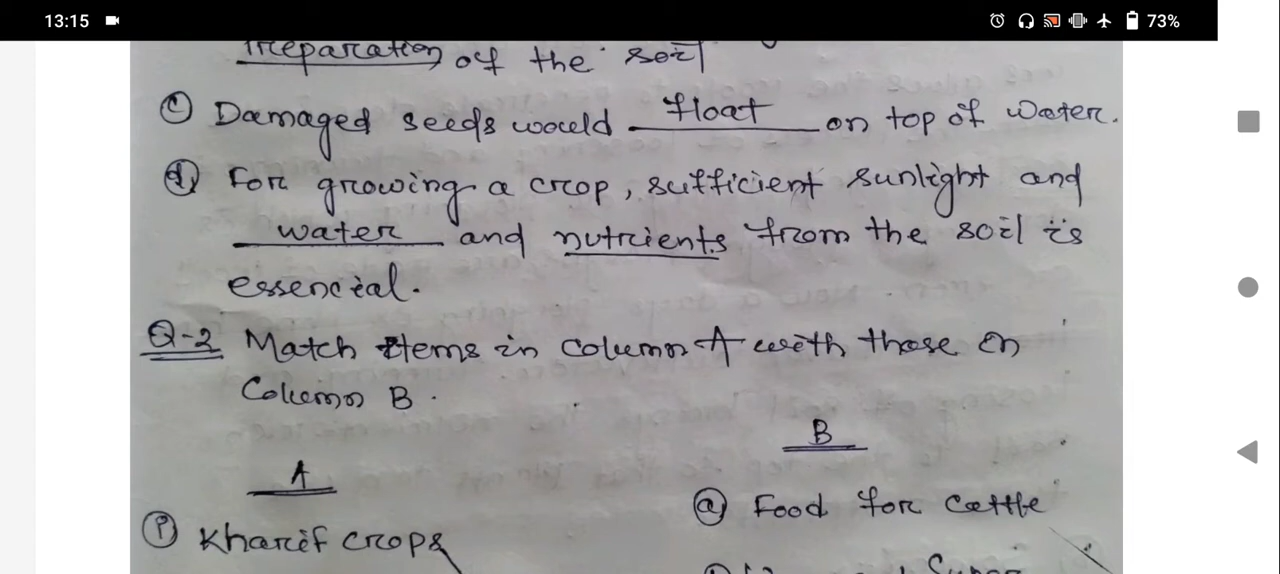 13:15
73%
Preparation of the soil
(c) Damaged seeds would float on top of water.
(d) For growing a crop, sufficient sunlight and
water and nutrients from the soil is
essencial.
Q-2 Match Items in column A with those in
Column B.
B
A
(a) Food for cattle
(i) Kharif crops